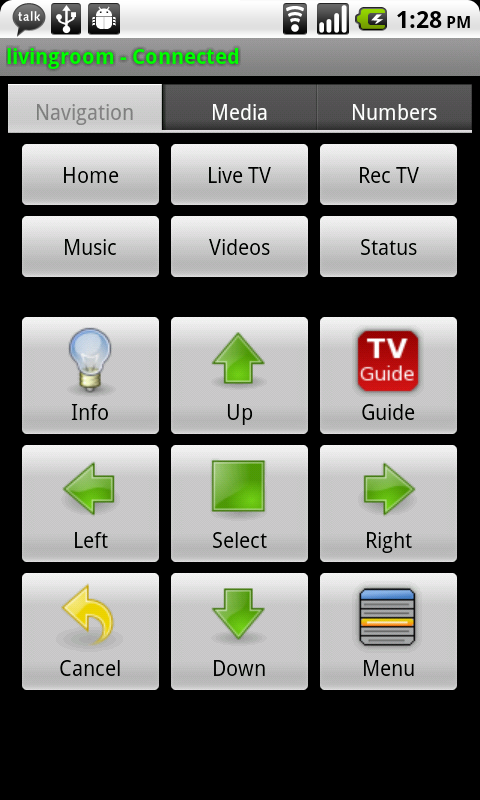 talk 1:28 PM
livingroom - Connected
Navigation Media Numbers
Home Live TV Rec TV
Music Videos Status
TV
Guide
Info Up Guide
Left Select Right
Cancel Down Menu